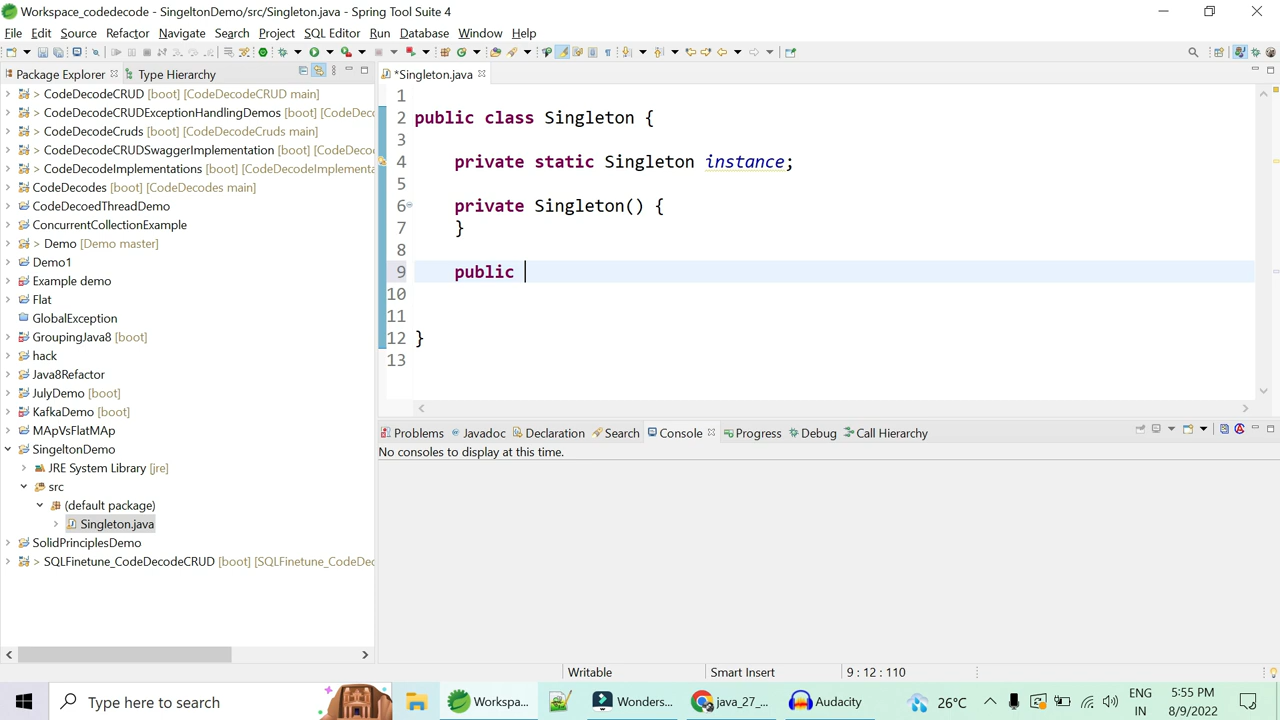 Workspace_codedecode - SingeltonDemo/src/Singleton.java - Spring Tool Suite 4
File Edit Source Refactor Navigate Search Project SQL Editor Run Database Window Help
Package Explorer
Type Hierarchy
> CodeDecodeCRUD [boot] [CodeDecodeCRUD main]
CodeDecodeCRUDExceptionHandlingDemos [boot] [CodeDec
> CodeDecodeCruds [boot] [CodeDecodeCruds main]
> CodeDecodeCRUDSwaggerImplementation [boot] [CodeDeco
> CodeDecodeImplementations [boot] [CodeDecodeImplementa
CodeDecodes [boot] [CodeDecodes main]
CodeDecoedThreadDemo
ConcurrentCollectionExample
> Demo [Demo master]
Demo1
Example demo
Flat
GlobalException
GroupingJava8 [boot]
hack
Java8Refactor
JulyDemo [boot]
KafkaDemo [boot]
MApVsFlatMAp
SingeltonDemo
JRE System Library [jre]
src
(default package)
Singleton.java
SolidPrinciplesDemo
> SQLFinetune_CodeDecodeCRUD [boot] [SQLFinetune_CodeDec
*Singleton.java
1
2 public class Singleton {
3
4 private static Singleton instance;
5
6 private Singleton() {
7 }
8
9 public
10
11
12 }
13
Problems Javadoc Declaration Search Console Progress Debug Call Hierarchy
No consoles to display at this time.
Writable Smart Insert 9 : 12 : 110
Type here to search
Workspa...
Wonders...
java_27_...
Audacity
26°C
ENG
IN
5:55 PM
8/9/2022